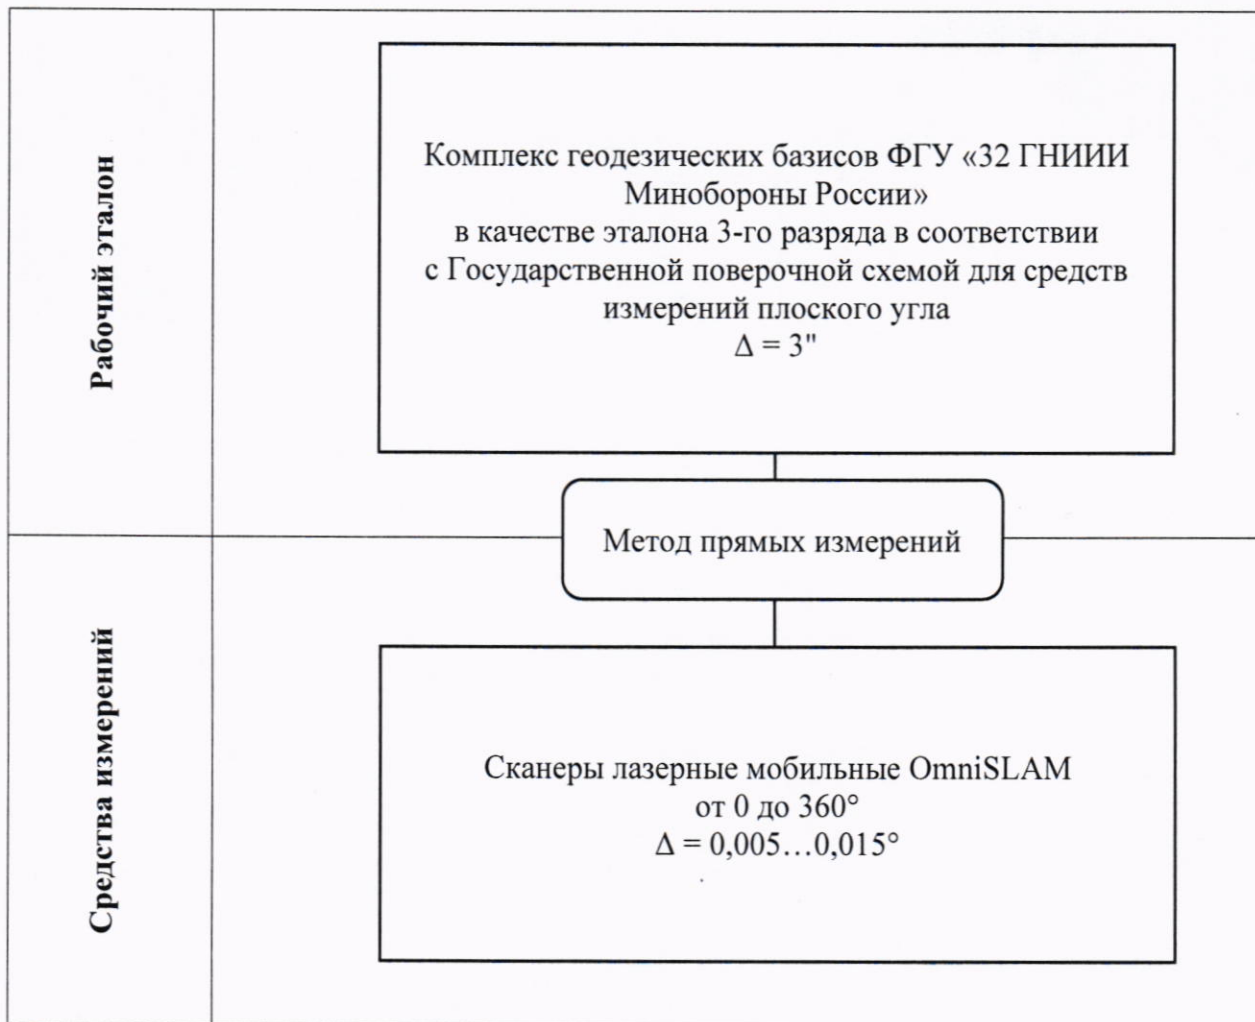 Рабочий эталон
Комплекс геодезических базисов ФГУ «32 ГНИИИ
Минобороны России»
в качестве эталона 3-го разряда в соответствии
с Государственной поверочной схемой для средств
измерений плоского угла
Δ = 3"
Метод прямых измерений
Средства измерений
Сканеры лазерные мобильные OmniSLAM
от 0 до 360°
Δ = 0,005…0,015°